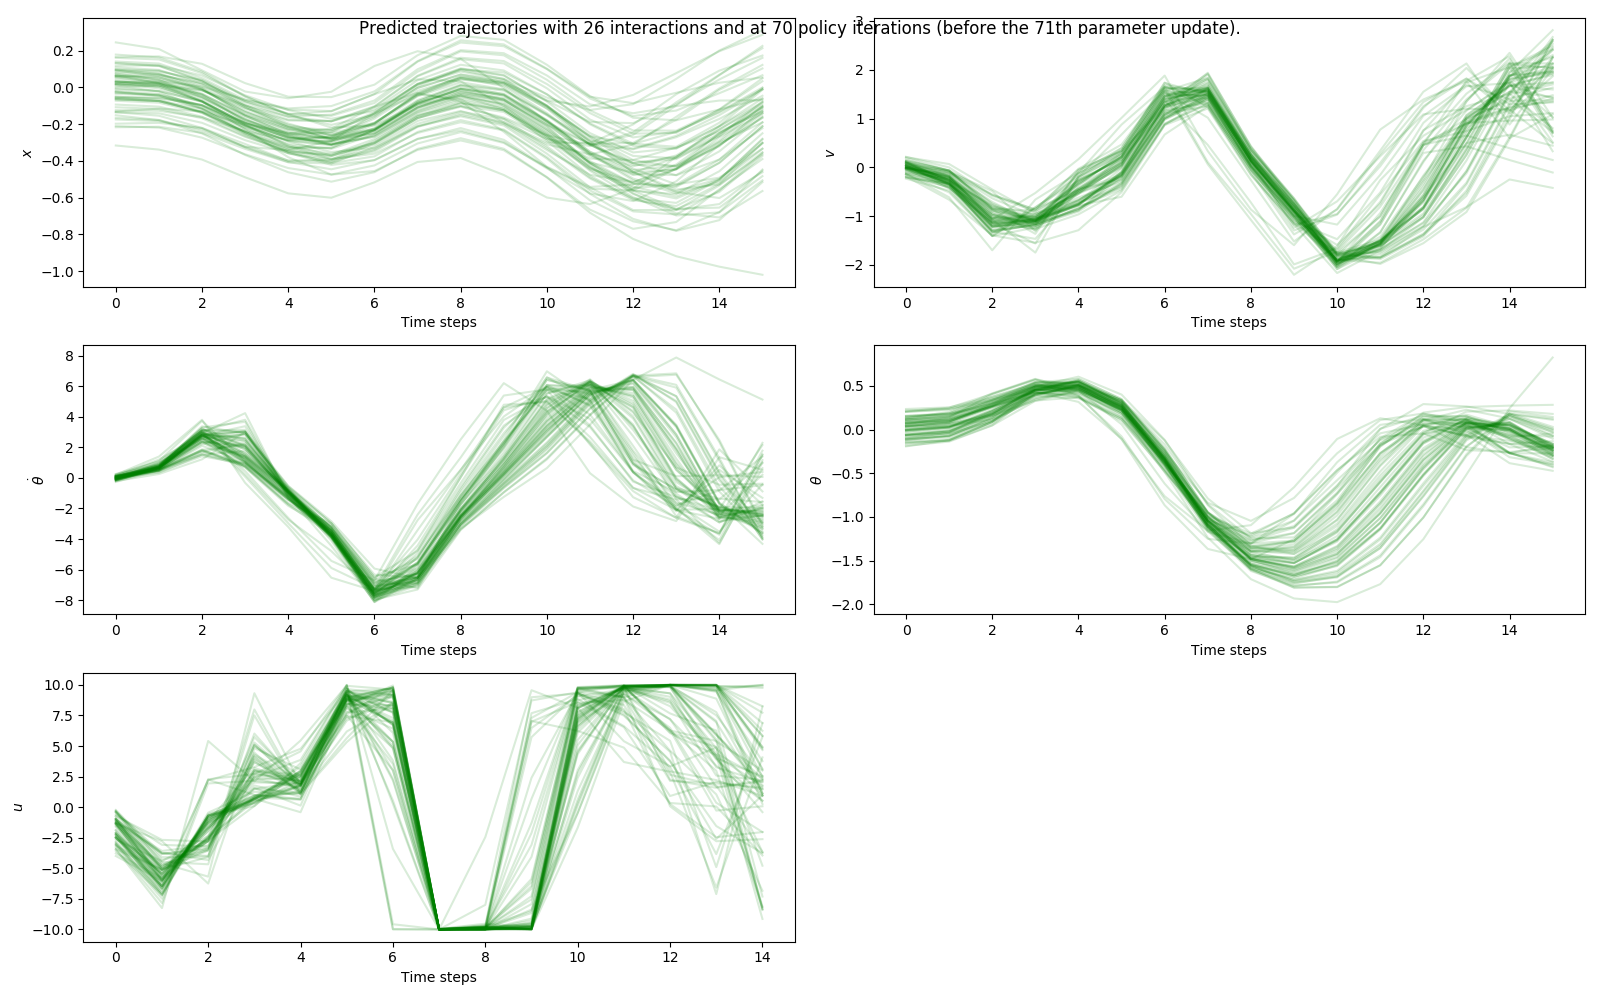 Predicted trajectories with 26 interactions and at 70 policy iterations (before the 71th parameter update).
0.2
0.0
−0.2
−0.4
−0.6
−0.8
−1.0
x
0 2 4 6 8 10 12 14
Time steps
3
2
1
0
−1
−2
v
0 2 4 6 8 10 12 14
Time steps
8
6
4
2
0
−2
−4
−6
−8
θ̇
0 2 4 6 8 10 12 14
Time steps
0.5
0.0
−0.5
−1.0
−1.5
−2.0
θ
0 2 4 6 8 10 12 14
Time steps
10.0
7.5
5.0
2.5
0.0
−2.5
−5.0
−7.5
−10.0
u
0 2 4 6 8 10 12 14
Time steps